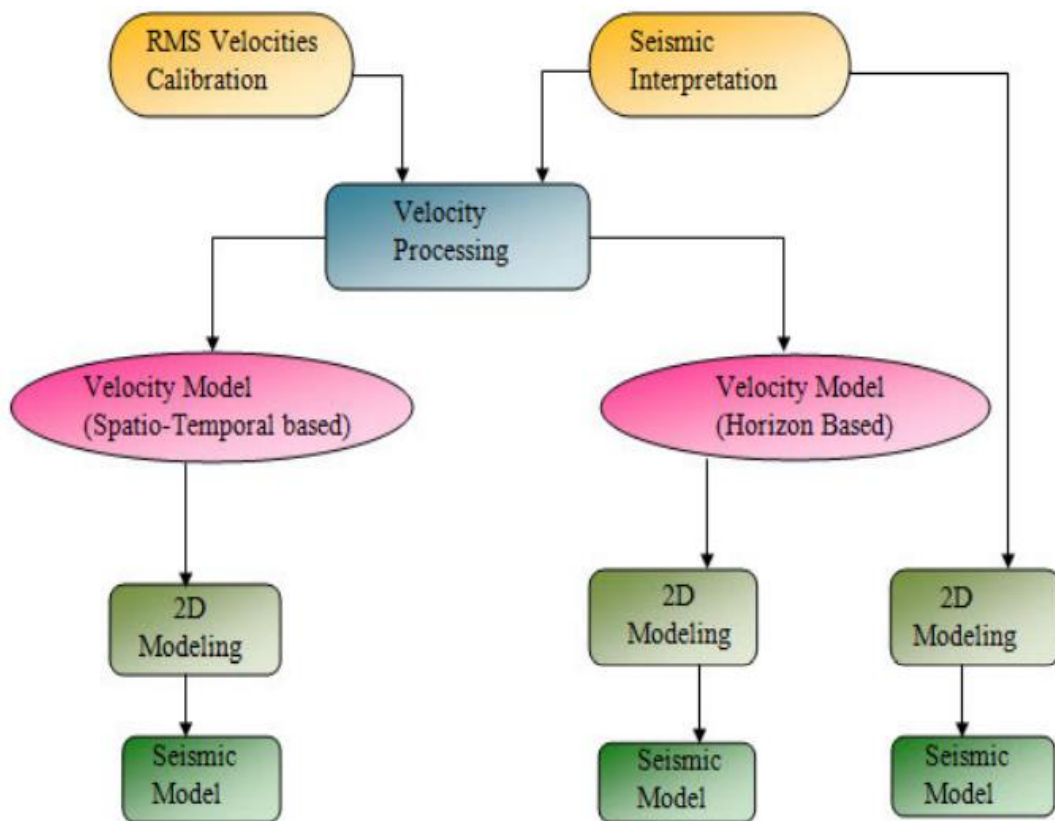 RMS Velocities
Calibration
Seismic
Interpretation
Velocity
Processing
Velocity Model
(Spatio-Temporal based)
Velocity Model
(Horizon Based)
2D
Modeling
2D
Modeling
2D
Modeling
Seismic
Model
Seismic
Model
Seismic
Model